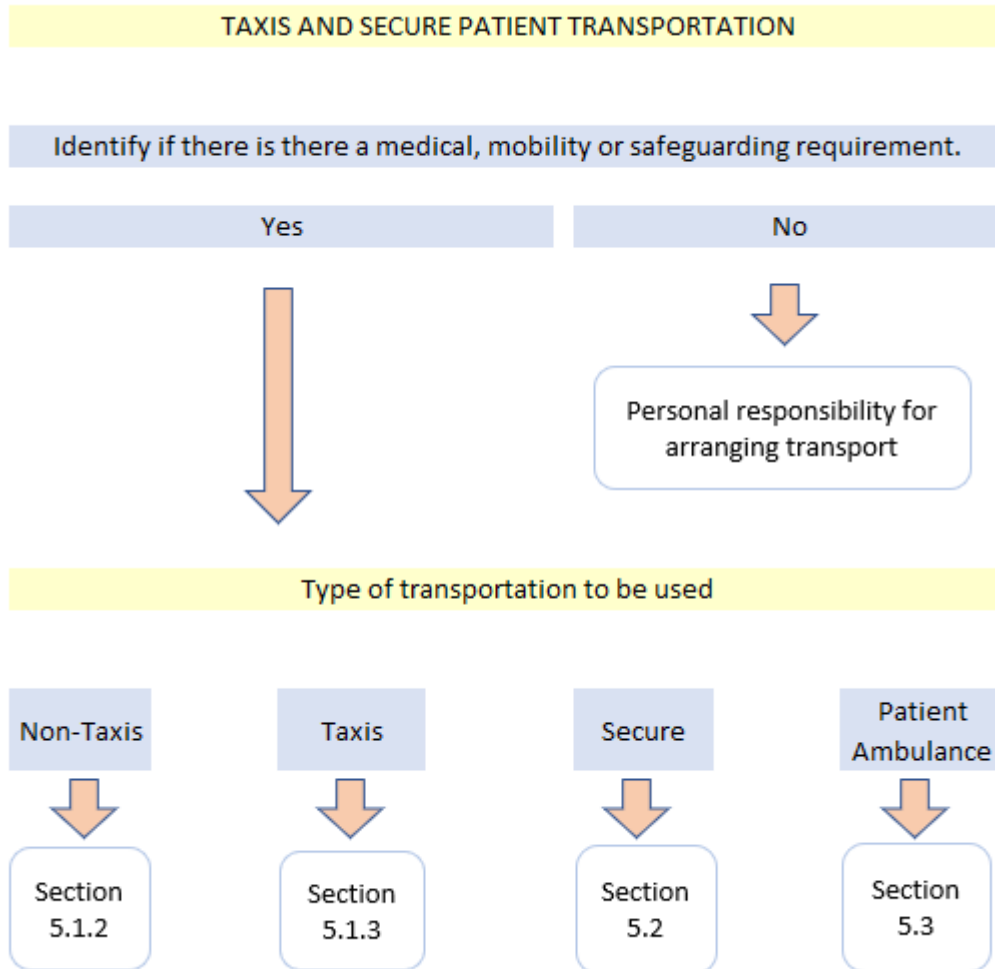 TAXIS AND SECURE PATIENT TRANSPORTATION
Identify if there is there a medical, mobility or safeguarding requirement.
Yes
No
Personal responsibility for
arranging transport
Type of transportation to be used
Non-Taxis
Taxis
Secure
Patient
Ambulance
Section
5.1.2
Section
5.1.3
Section
5.2
Section
5.3